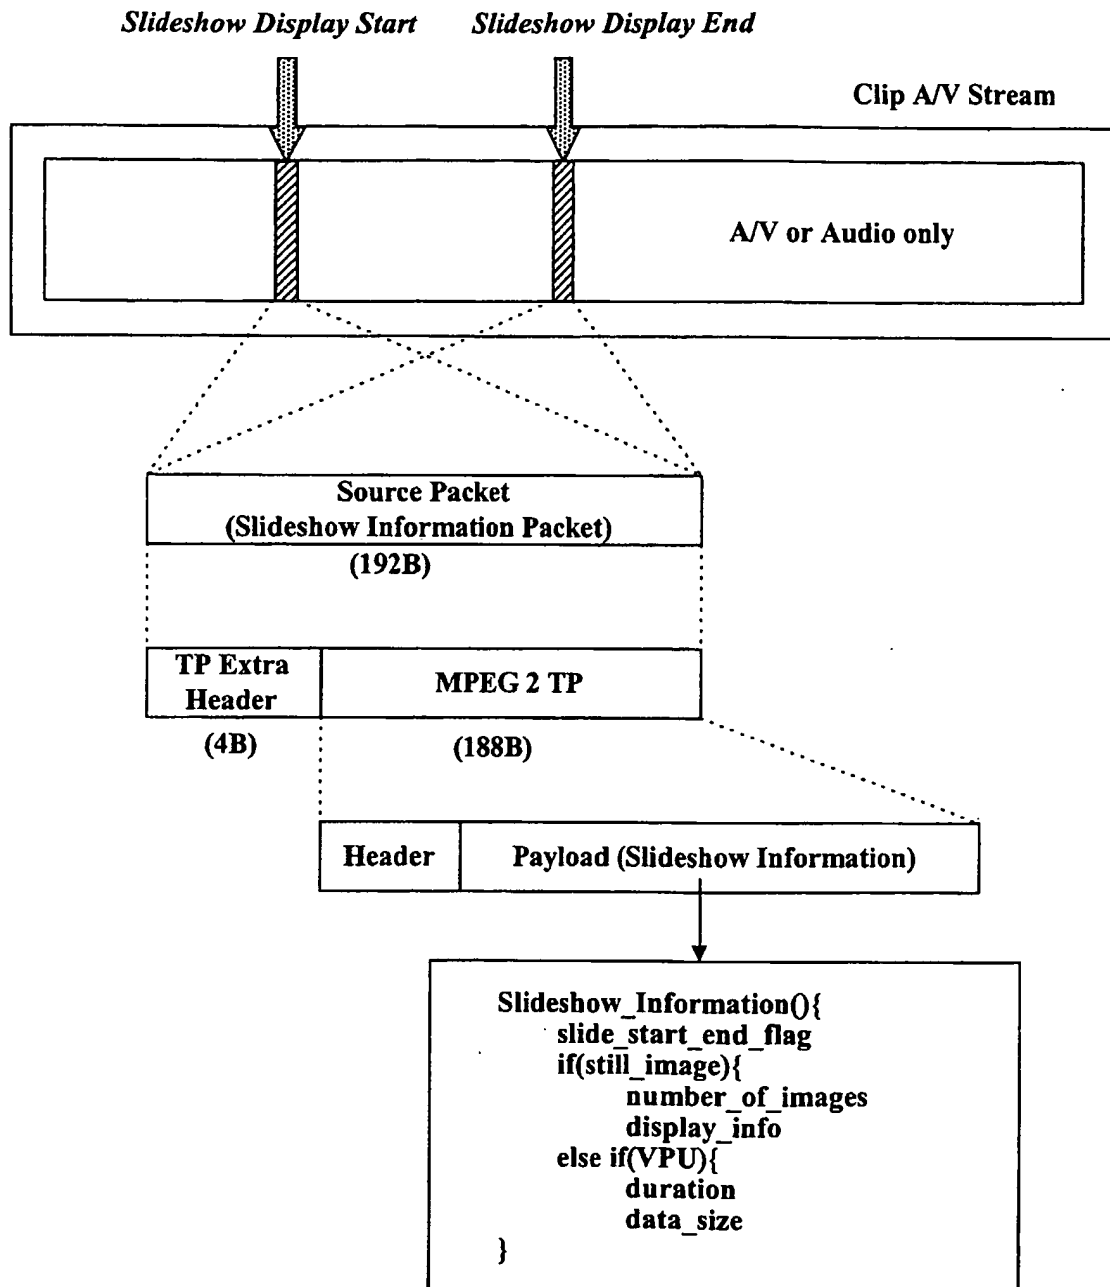 Slideshow Display Start Slideshow Display End
Clip A/V Stream
A/V or Audio only
Source Packet
(Slideshow Information Packet)
(192B)
TP Extra
Header
MPEG 2 TP
(4B)
(188B)
Header
Payload (Slideshow Information)
Slideshow_Information(){
slide_start_end_flag
if(still_image){
number_of_images
display_info
else if(VPU){
duration
data_size
}